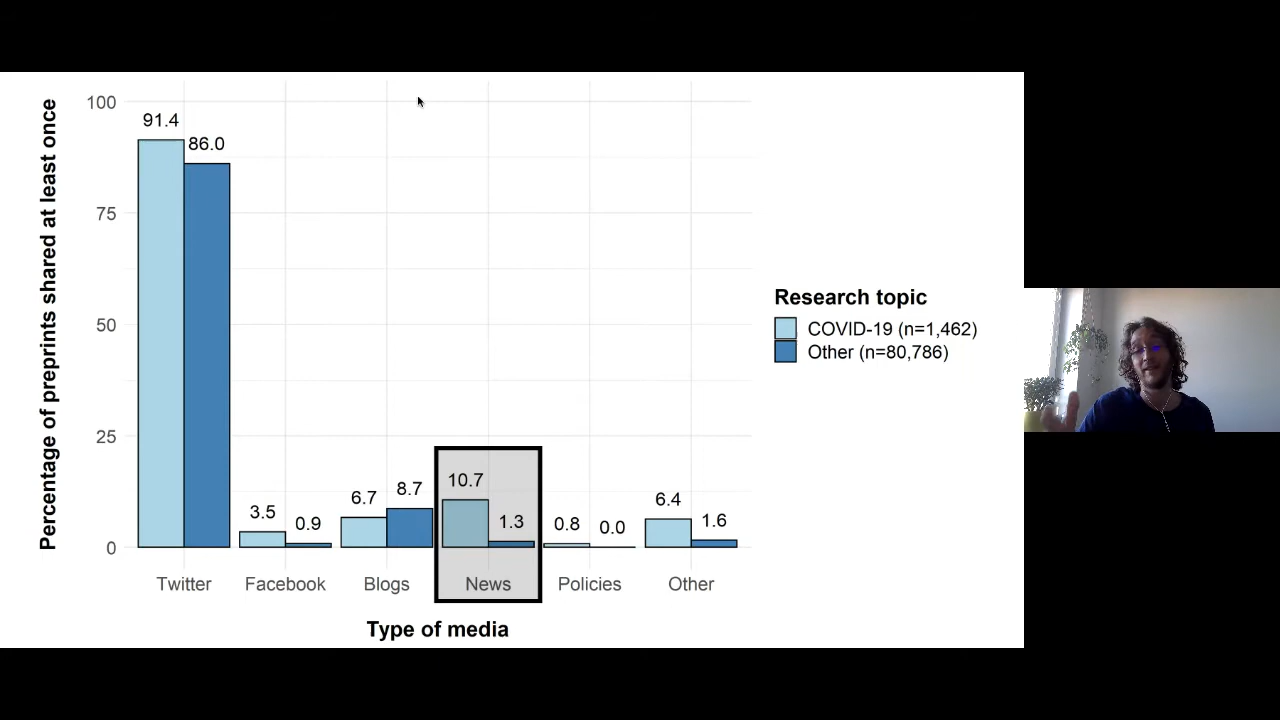 Percentage of preprints shared at least once
100
75
50
25
0
91.4
86.0
3.5
0.9
6.7
8.7
10.7
1.3
0.8
0.0
6.4
1.6
Twitter
Facebook
Blogs
News
Policies
Other
Type of media
Research topic
COVID-19 (n=1,462)
Other (n=80,786)